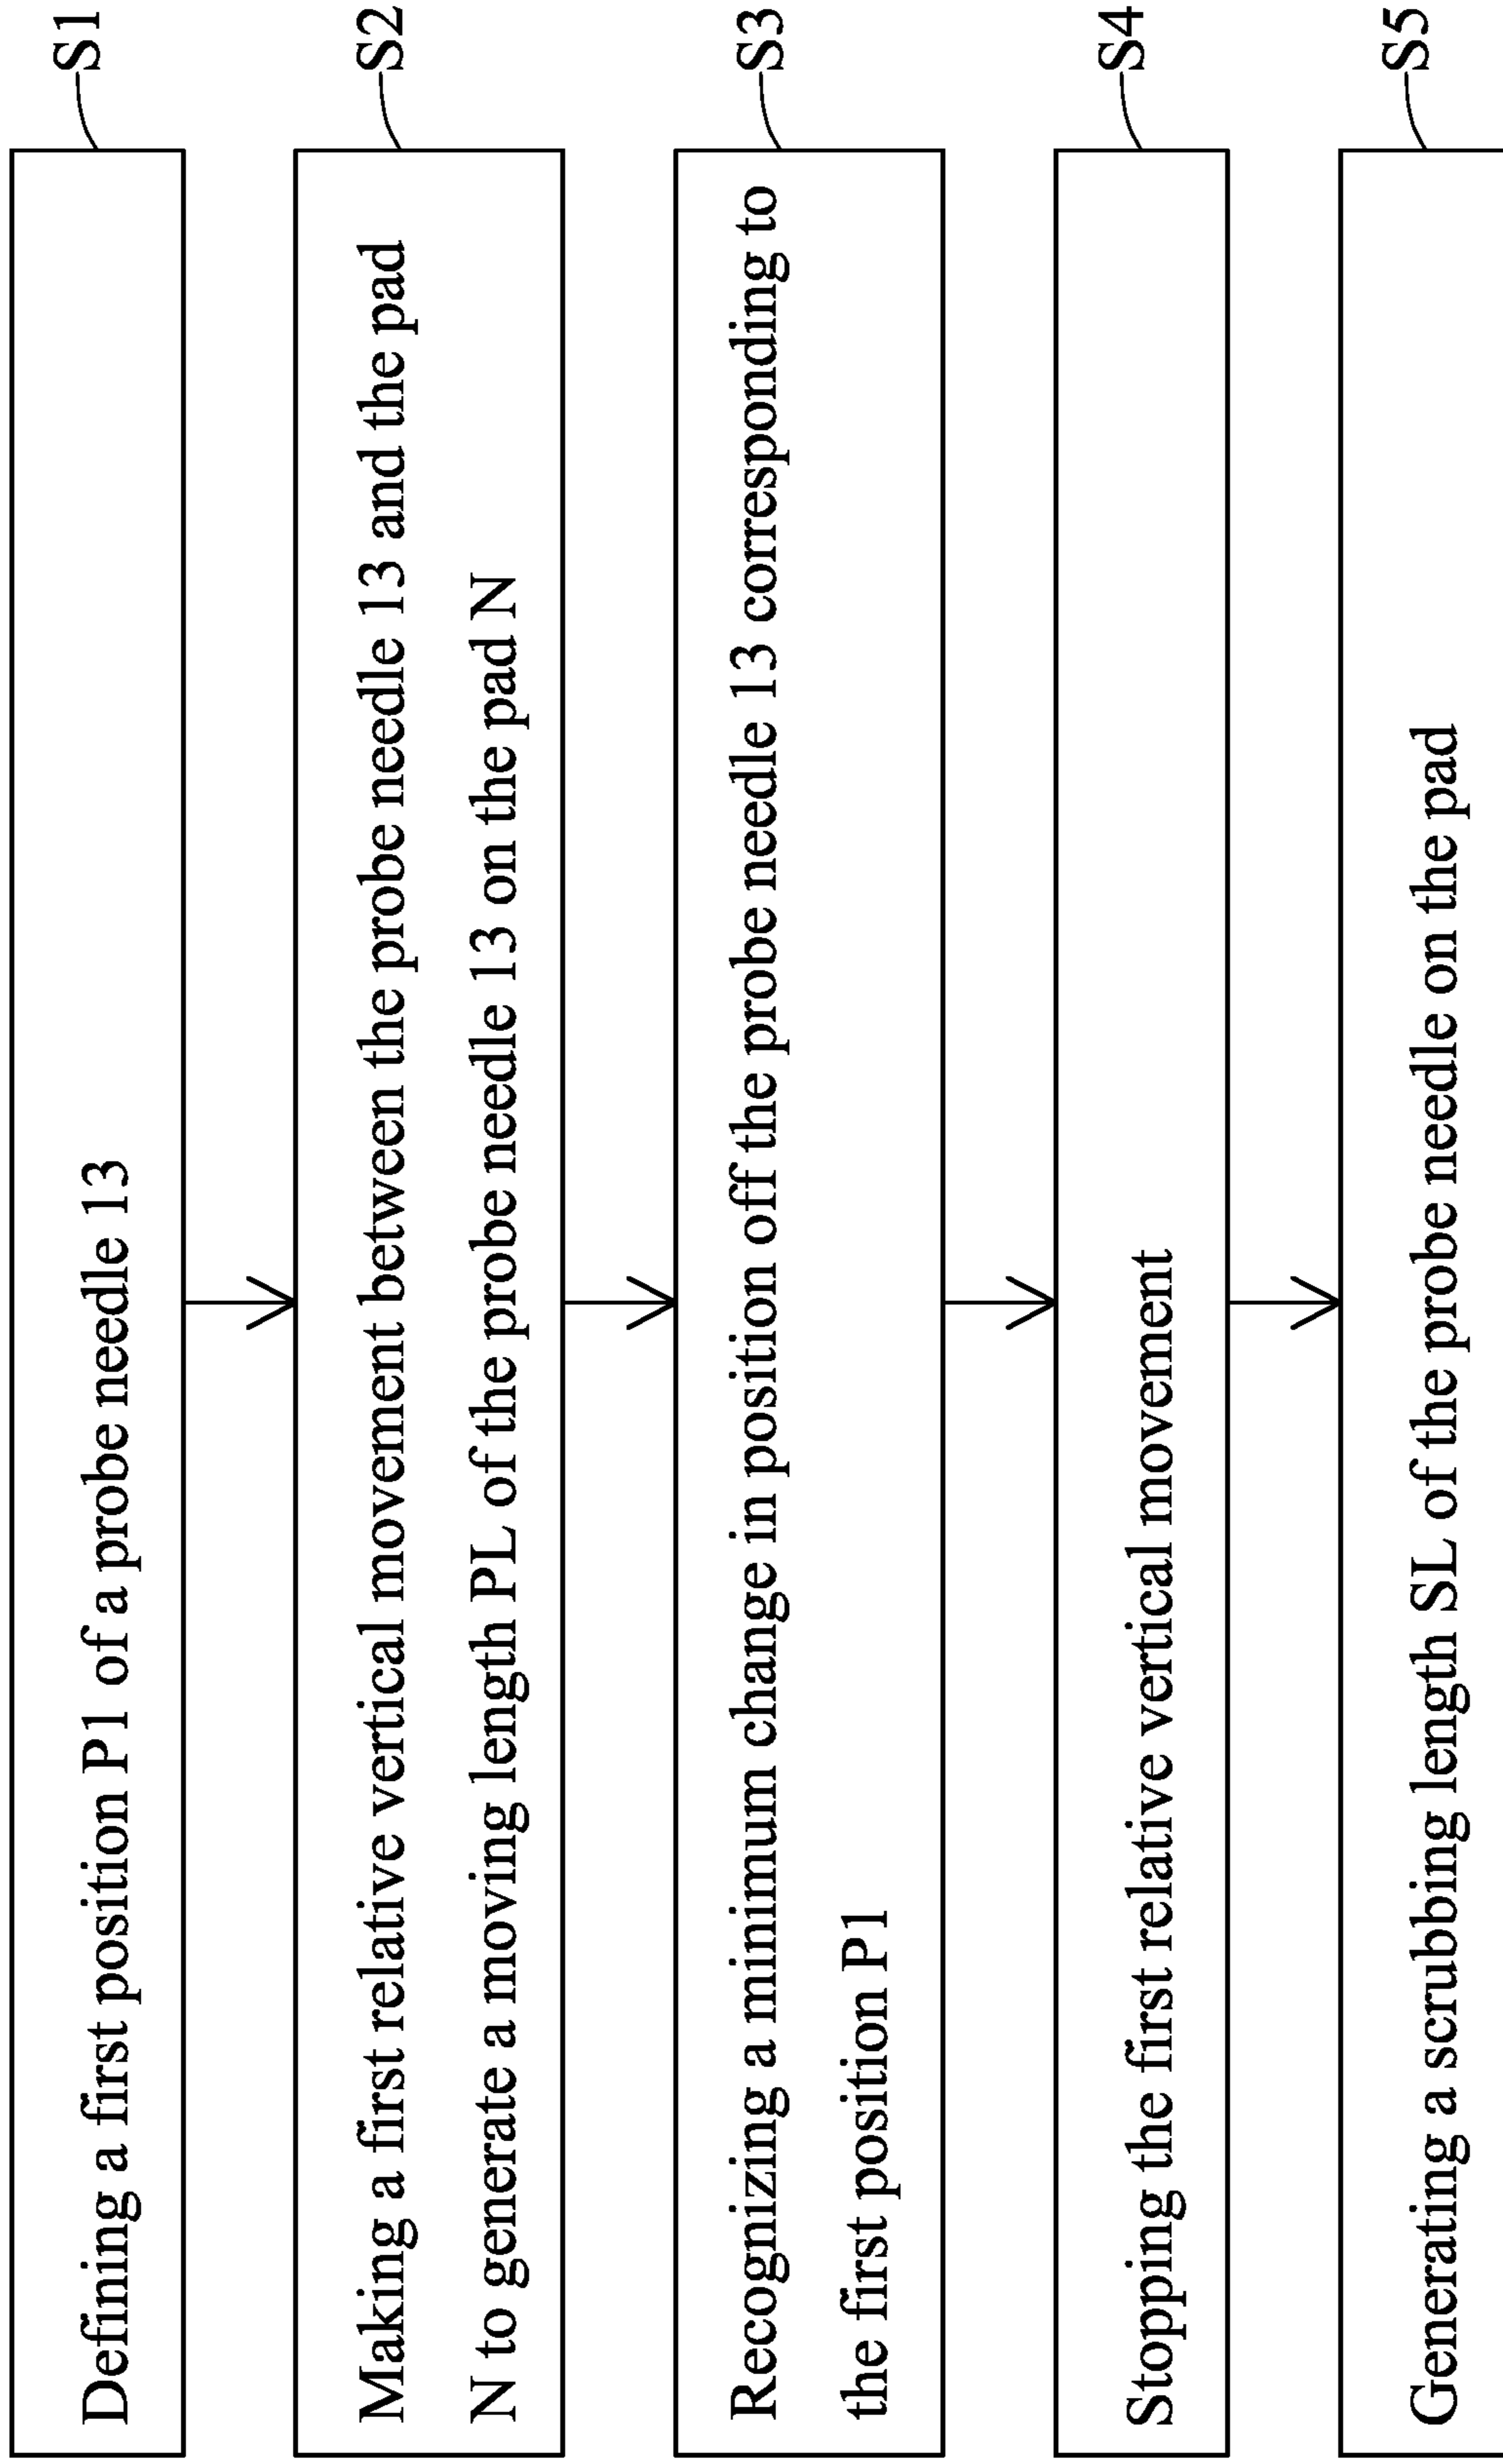 Defining a first position P1 of a probe needle 13
S1
Making a first relative vertical movement between the probe needle 13 and the pad
N to generate a moving length PL of the probe needle 13 on the pad N
S2
Recognizing a minimum change in position off the probe needle 13 corresponding to
the first position P1
S3
Stopping the first relative vertical movement
S4
Generating a scrubbing length SL of the probe needle on the pad
S5